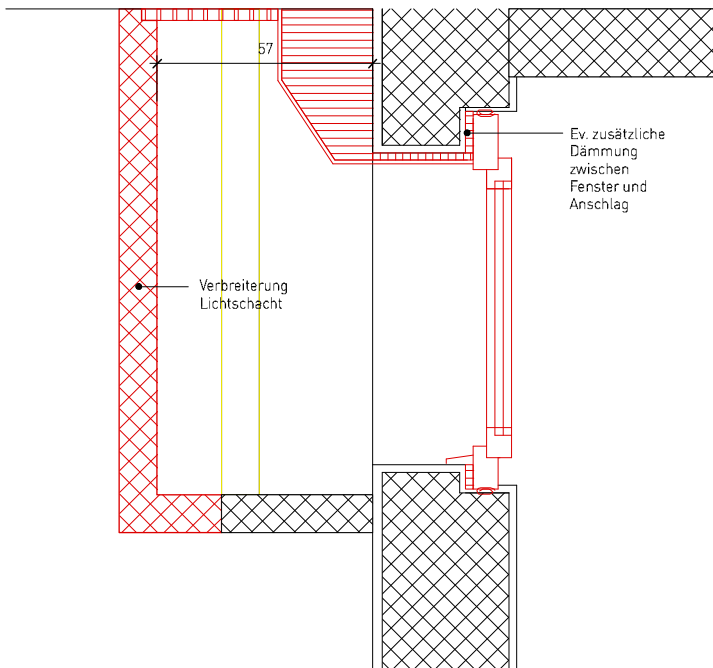 57
Ev. zusätzliche
Dämmung
zwischen
Fenster und
Anschlag
Verbreiterung
Lichtschacht